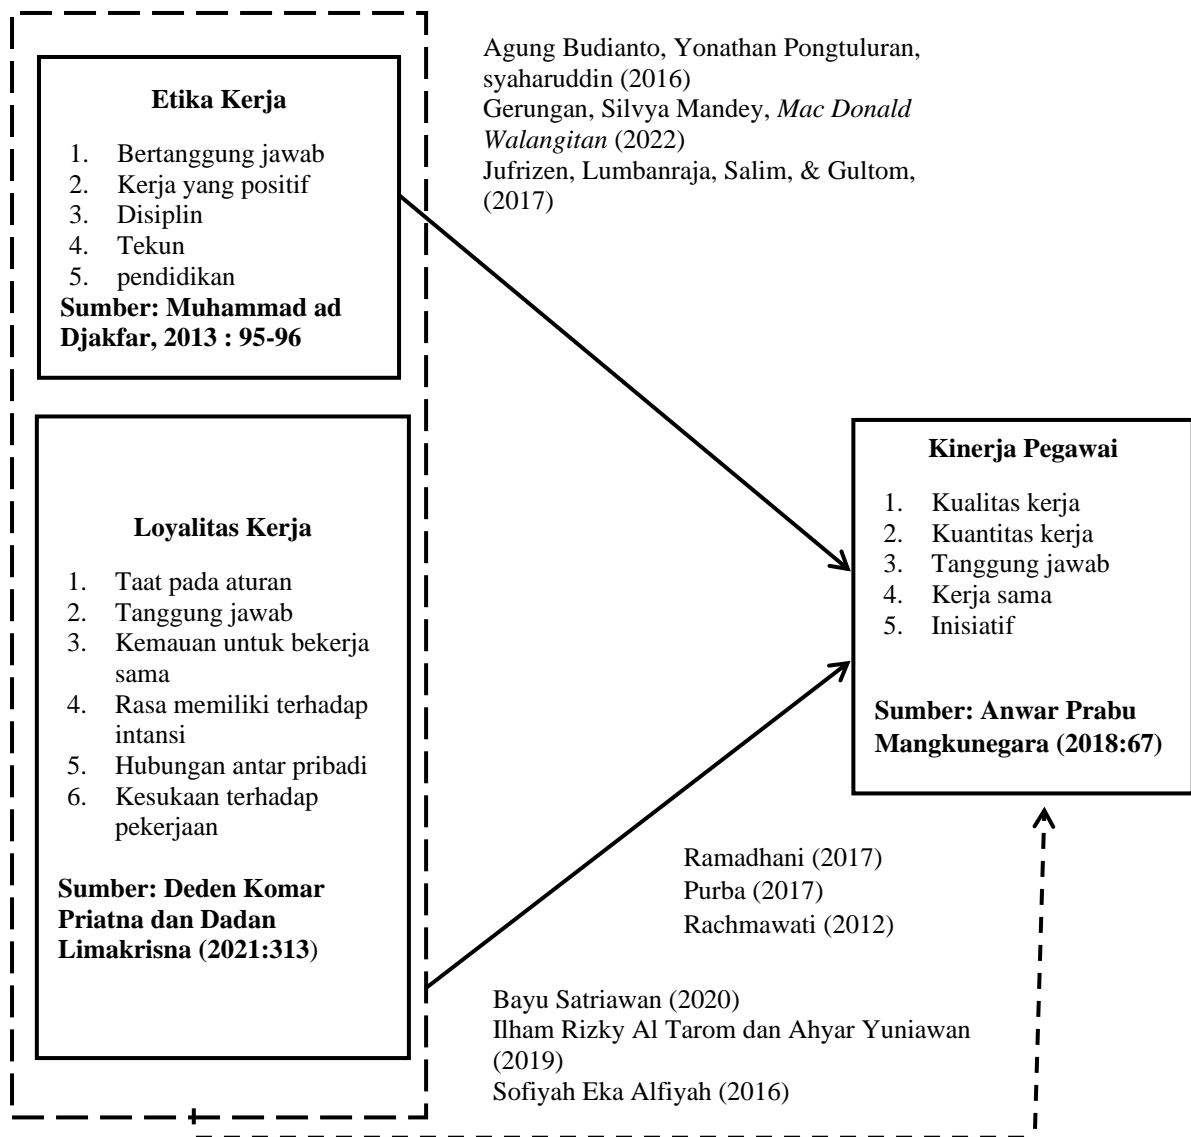 Agung Budianto, Yonathan Pongtuluran,
syaharuddin (2016)
Gerungan, Silvya Mandey, Mac Donald
Walangitan (2022)
Jufrizen, Lumbanraja, Salim, & Gultom,
(2017)
Etika Kerja
1. Bertanggung jawab
2. Kerja yang positif
3. Disiplin
4. Tekun
5. pendidikan
Sumber: Muhammad ad
Djakfar, 2013 : 95-96
Loyalitas Kerja
1. Taat pada aturan
2. Tanggung jawab
3. Kemauan untuk bekerja
sama
4. Rasa memiliki terhadap
intansi
5. Hubungan antar pribadi
6. Kesukaan terhadap
pekerjaan
Sumber: Deden Komar
Priatna dan Dadan
Limakrisna (2021:313)
Kinerja Pegawai
1. Kualitas kerja
2. Kuantitas kerja
3. Tanggung jawab
4. Kerja sama
5. Inisiatif
Sumber: Anwar Prabu
Mangkunegara (2018:67)
Ramadhani (2017)
Purba (2017)
Rachmawati (2012)
Bayu Satriawan (2020)
Ilham Rizky Al Tarom dan Ahyar Yuniawan
(2019)
Sofiyah Eka Alfiyah (2016)